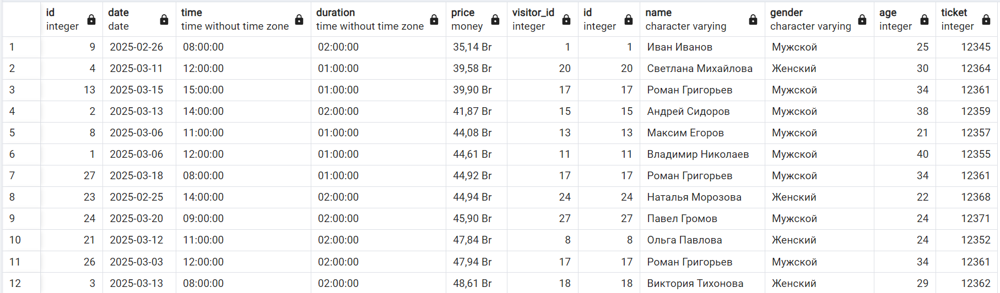 id date time duration price visitor_id id name gender age ticket
integer date time without time zone time without time zone money integer integer character varying character varying integer integer
1 9 2025-02-26 08:00:00 02:00:00 35,14 Br 1 1 Иван Иванов Мужской 25 12345
2 4 2025-03-11 12:00:00 01:00:00 39,58 Br 20 20 Светлана Михайлова Женский 30 12364
3 13 2025-03-15 15:00:00 01:00:00 39,90 Br 17 17 Роман Григорьев Мужской 34 12361
4 2 2025-03-13 14:00:00 02:00:00 41,87 Br 15 15 Андрей Сидоров Мужской 38 12359
5 8 2025-03-06 11:00:00 01:00:00 44,08 Br 13 13 Максим Егоров Мужской 21 12357
6 1 2025-03-06 12:00:00 01:00:00 44,61 Br 11 11 Владимир Николаев Мужской 40 12355
7 27 2025-03-18 08:00:00 01:00:00 44,92 Br 17 17 Роман Григорьев Мужской 34 12361
8 23 2025-02-25 14:00:00 02:00:00 44,94 Br 24 24 Наталья Морозова Женский 22 12368
9 24 2025-03-20 09:00:00 02:00:00 45,90 Br 27 27 Павел Громов Мужской 24 12371
10 21 2025-03-12 11:00:00 02:00:00 47,84 Br 8 8 Ольга Павлова Женский 24 12352
11 26 2025-03-03 12:00:00 02:00:00 47,94 Br 17 17 Роман Григорьев Мужской 34 12361
12 3 2025-03-13 08:00:00 02:00:00 48,61 Br 18 18 Виктория Тихонова Женский 29 12362